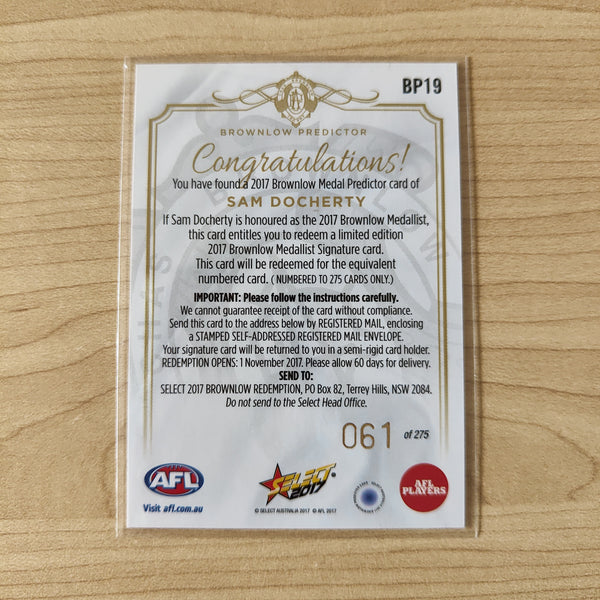 BP19
BROWNLOW PREDICTOR
Congratulations!
You have found a 2017 Brownlow Medal Predictor card of
SAM DOCHERTY
If Sam Docherty is honoured as the 2017 Brownlow Medallist,
this card entitles you to redeem a limited edition
2017 Brownlow Medallist Signature card.
This card will be redeemed for the equivalent
numbered card. ( NUMBERED TO 275 CARDS ONLY.)
IMPORTANT: Please follow the instructions carefully.
We cannot guarantee receipt of the card without compliance.
Send this card to the address below by REGISTERED MAIL, enclosing
a STAMPED SELF-ADDRESSED REGISTERED MAIL ENVELOPE.
Your signature card will be returned to you in a semi-rigid card holder.
REDEMPTION OPENS: 1 November 2017. Please allow 60 days for delivery.
SEND TO:
SELECT 2017 BROWNLOW REDEMPTION, PO Box 82, Terrey Hills, NSW 2084.
Do not send to the Select Head Office.
061 of 275
AFL
Visit afl.com.au
SELECT
2017
© SELECT AUSTRALIA 2017 © AFL 2017
AFL
PLAYERS